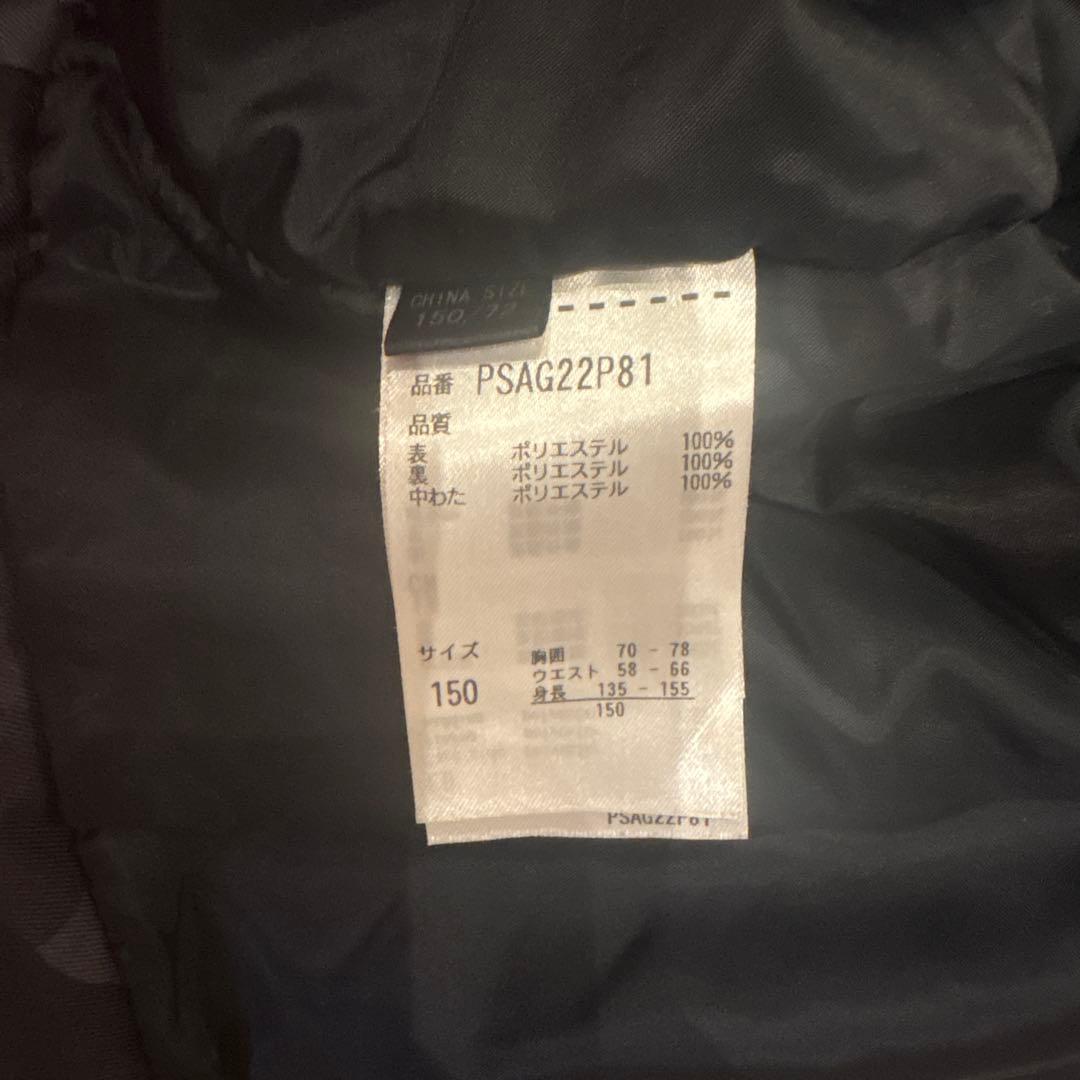 CHINA SIZE
150/72
品番 PSAG22P81
品質
表 ポリエステル 100%
裏 ポリエステル 100%
中わた ポリエステル 100%
サイズ
150
胸囲 70 - 78
ウエスト 58 - 66
身長 135 - 155
150
PSAG22P81